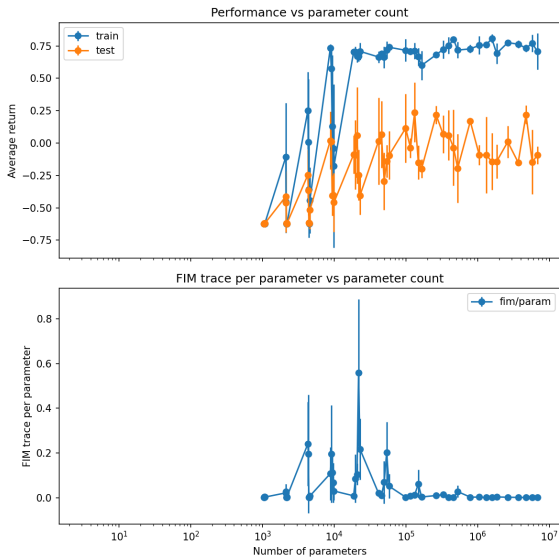 Performance vs parameter count
train
test
0.75
0.50
0.25
0.00
−0.25
−0.50
−0.75
Average return
FIM trace per parameter vs parameter count
fim/param
0.8
0.6
0.4
0.2
0.0
FIM trace per parameter
10¹ 10² 10³ 10⁴ 10⁵ 10⁶ 10⁷
Number of parameters